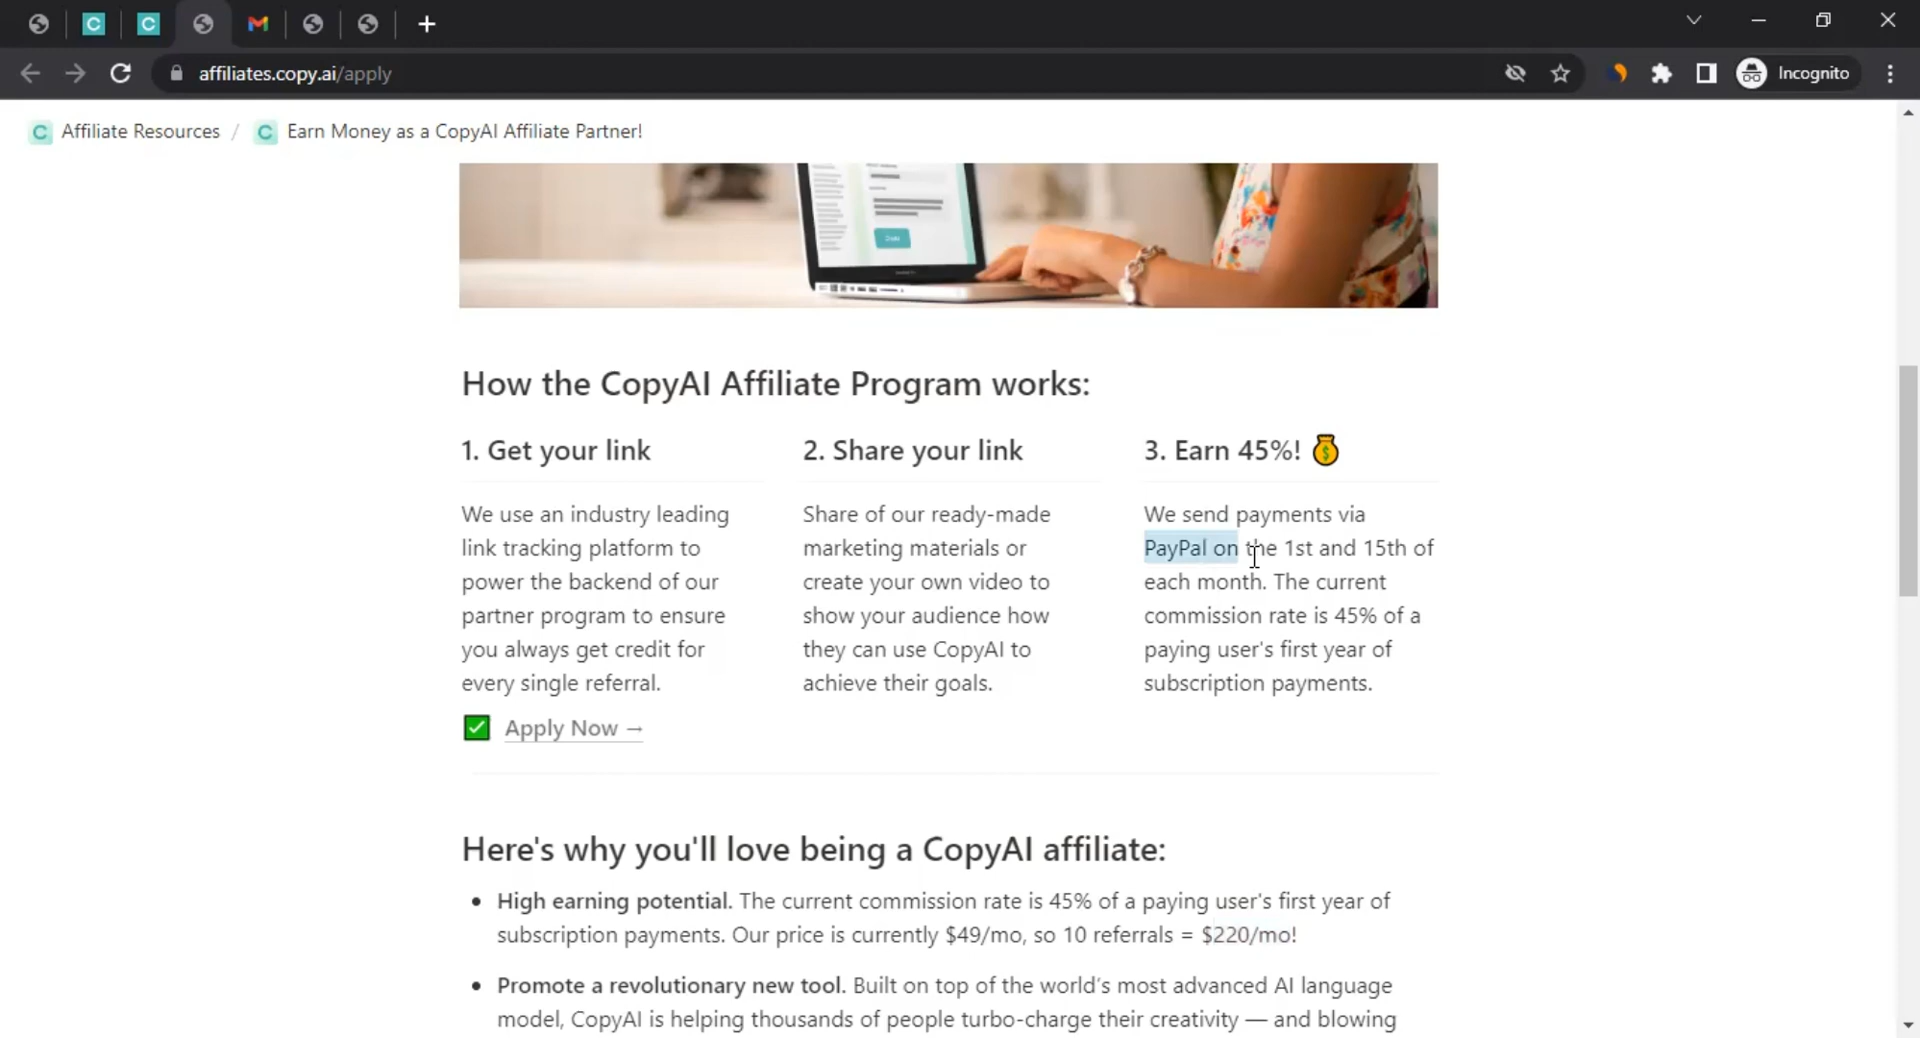 affiliates.copy.ai/apply
Incognito
C Affiliate Resources / C Earn Money as a CopyAI Affiliate Partner!
How the CopyAI Affiliate Program works:
1. Get your link
We use an industry leading
link tracking platform to
power the backend of our
partner program to ensure
you always get credit for
every single referral.
2. Share your link
Share of our ready-made
marketing materials or
create your own video to
show your audience how
they can use CopyAI to
achieve their goals.
3. Earn 45%! 💰
We send payments via
PayPal on the 1st and 15th of
each month. The current
commission rate is 45% of a
paying user's first year of
subscription payments.
✅ Apply Now →
Here's why you'll love being a CopyAI affiliate:
• High earning potential. The current commission rate is 45% of a paying user's first year of
subscription payments. Our price is currently $49/mo, so 10 referrals = $220/mo!
• Promote a revolutionary new tool. Built on top of the world's most advanced AI language
model, CopyAI is helping thousands of people turbo-charge their creativity — and blowing